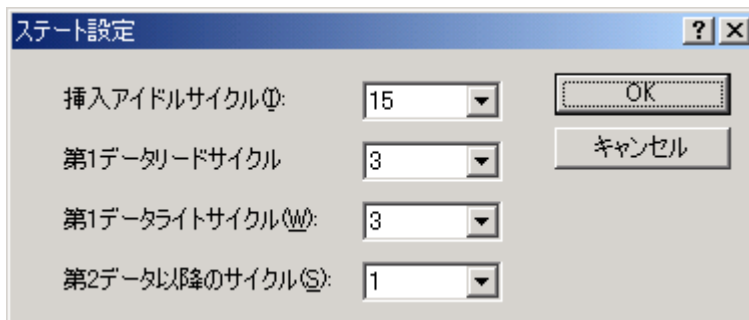 ステート設定
挿入アイドルサイクル(I): 15 OK
第1データリードサイクル 3 キャンセル
第1データライトサイクル(W): 3
第2データ以降のサイクル(S): 1